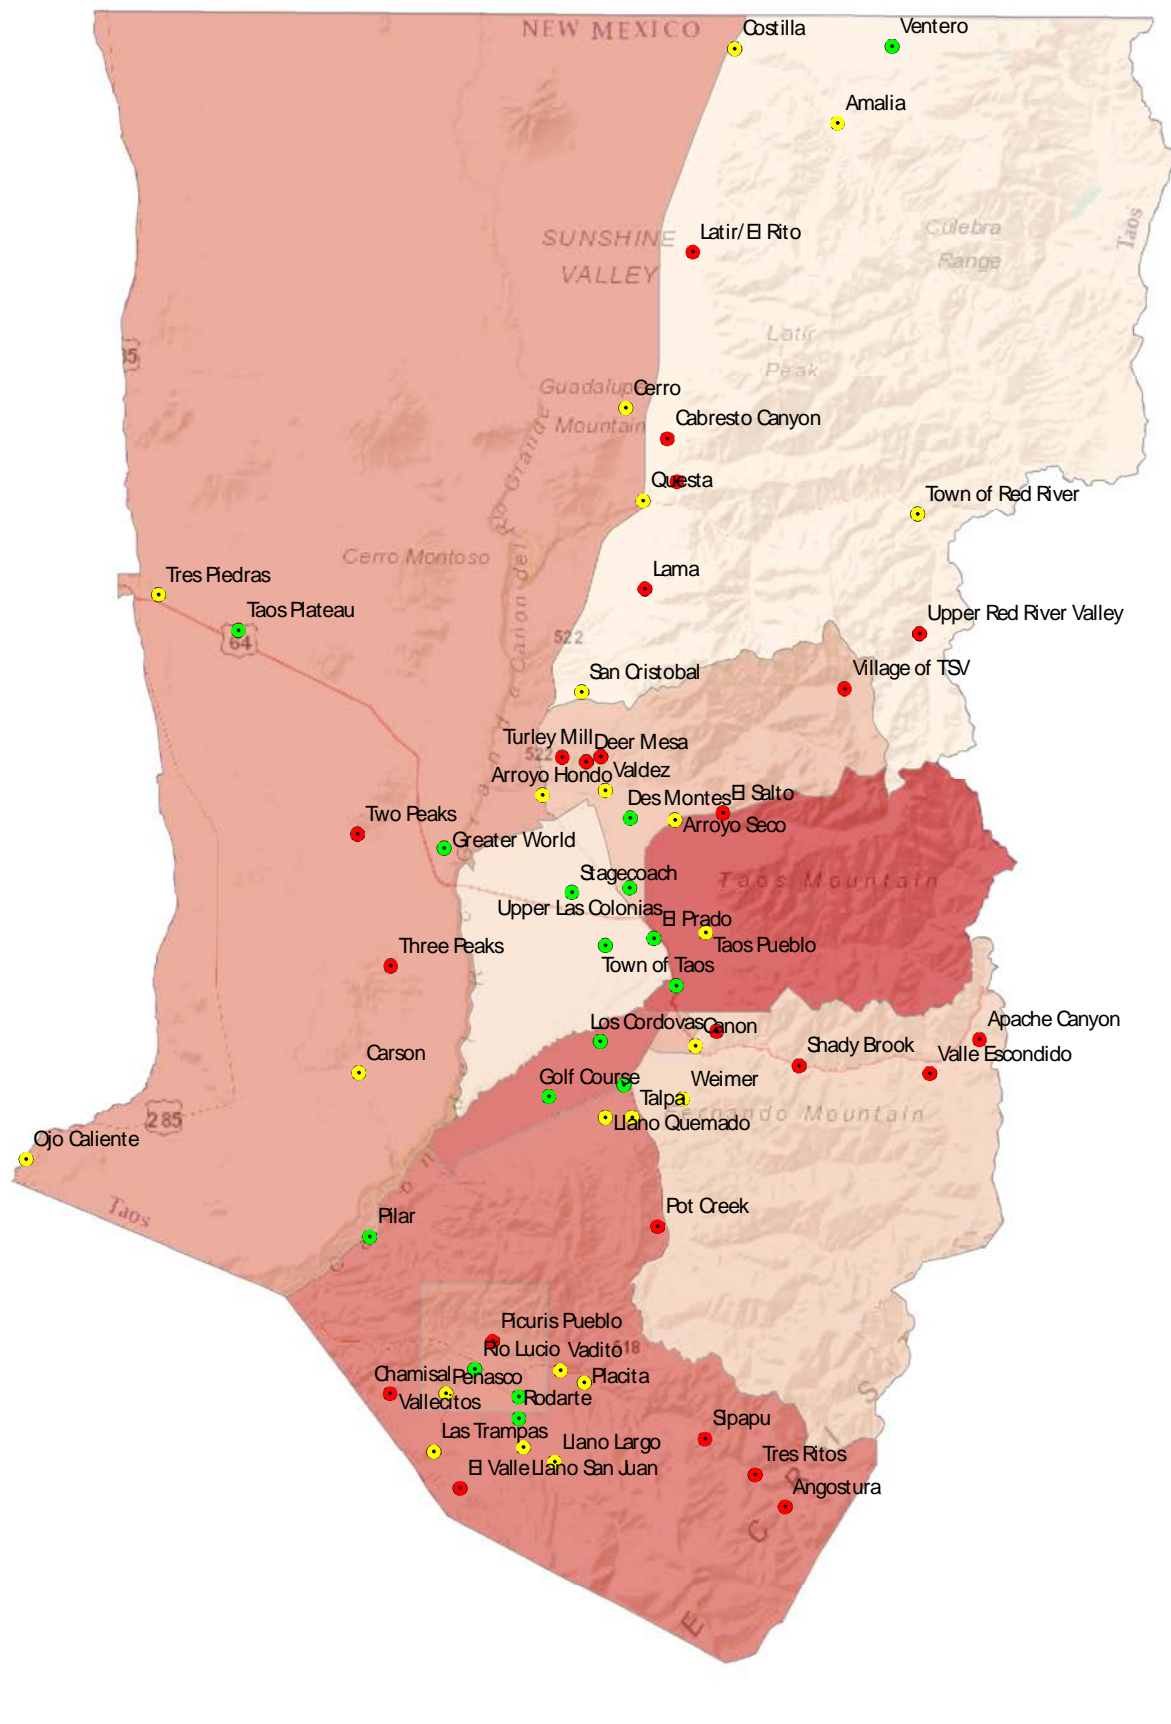 Costilla
Ventero
NEW MEXICO
Amalia
Taos
Latir/El Rito
SUNSHINE
VALLEY
Culebra
Range
Latir
Peak
85
Guadalupe
Mountain
Cerro
Cabresto Canyon
Questa
Town of Red River
Rio Grande
Cerro Montoso
Tres Piedras
Lama
Taos Plateau
64
Upper Red River Valley
522
San Cristobal
Village of TSV
Turley Mill
Deer Mesa
522
Arroyo Hondo
Valdez
Des Montes
El Salto
Two Peaks
Arroyo Seco
Greater World
Stagecoach
Taos Mountain
Upper Las Colonias
El Prado
Three Peaks
Taos Pueblo
Town of Taos
Los Cordovas
Canon
Apache Canyon
Carson
Shady Brook
Valle Escondido
Golf Course
Weimer
Talpa
285
Llano Quemado
Fernando Mountain
Ojo Caliente
Taos
Pilar
Pot Creek
Picuris Pueblo
Rio Lucio
Vadito
518
Chamisal
Penasco
Placita
Vallecitos
Rodarte
Las Trampas
Llano Largo
Sipapu
El Valle
Llano San Juan
Tres Ritos
Angostura